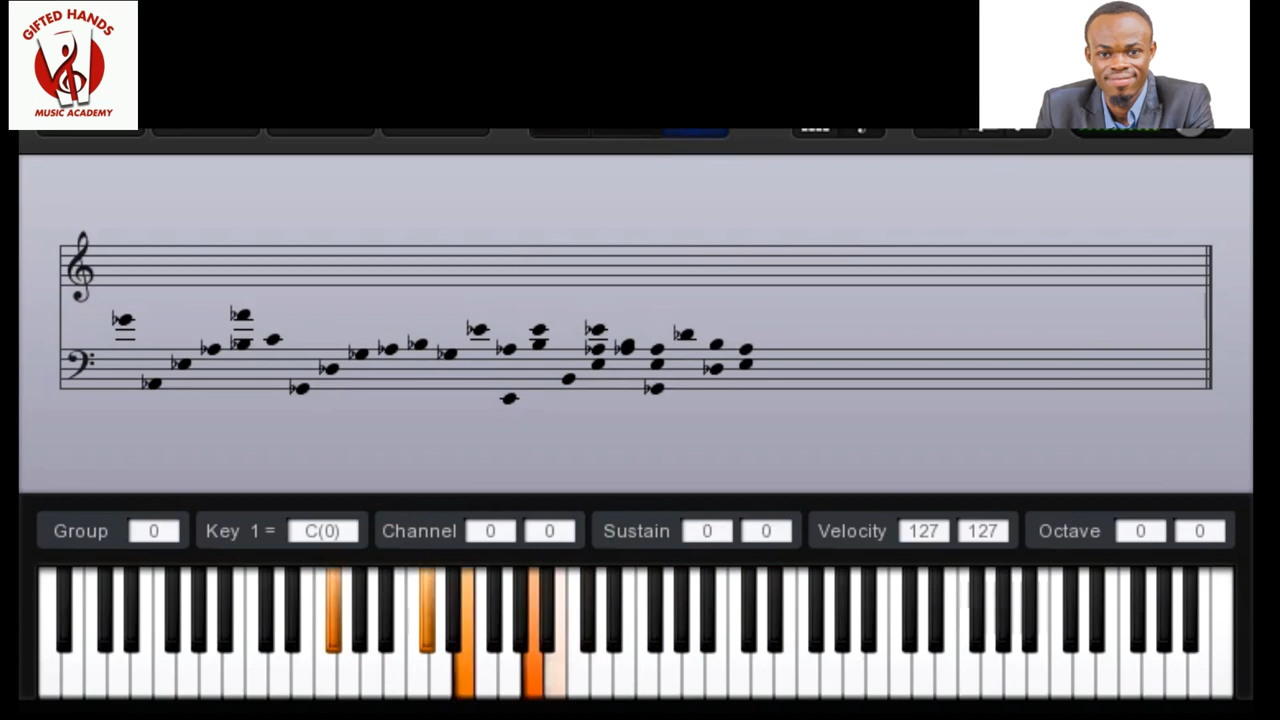 GIFTED HANDS
MUSIC ACADEMY
Group 0
Key 1 = C(0)
Channel 0 0
Sustain 0 0
Velocity 127 127
Octave 0 0